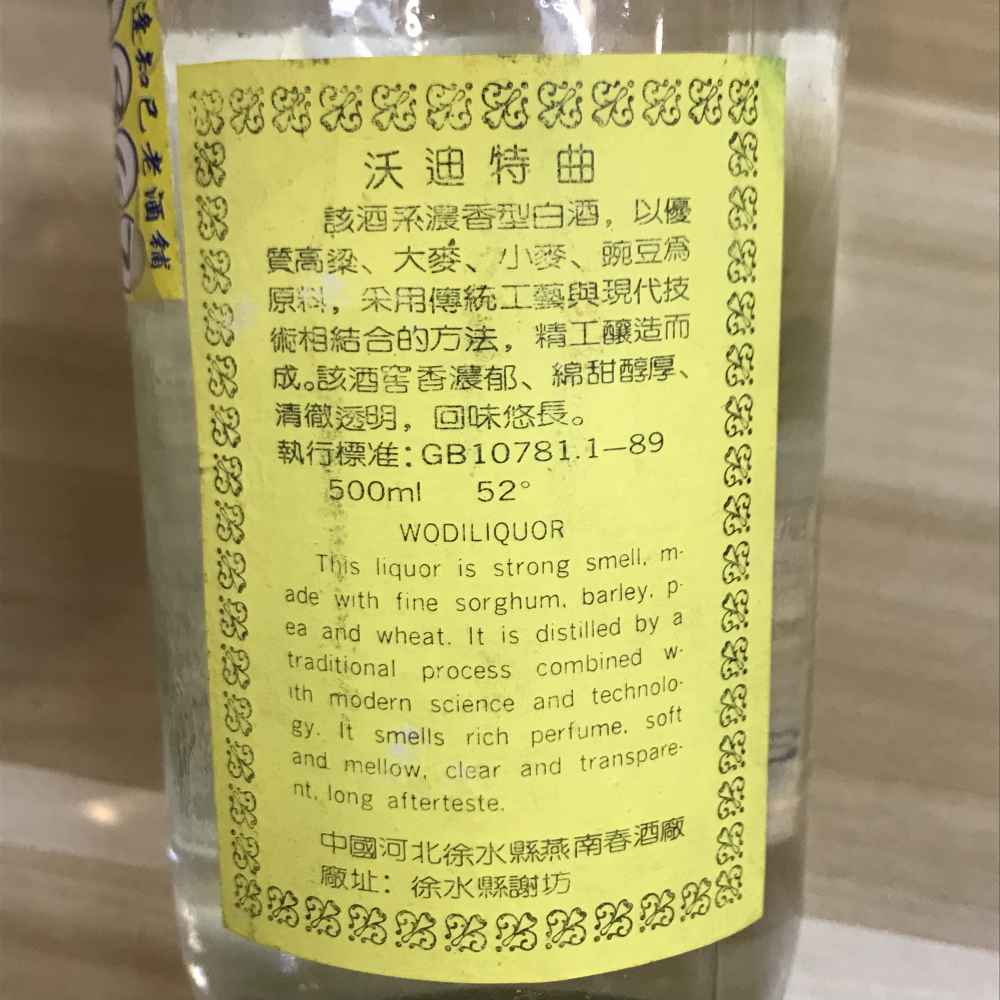 逢知己老酒鋪
沃迪特曲
該酒系濃香型白酒，以優
質高粱、大麥、小麥、豌豆為
原料，采用傳統工藝與現代技
術相結合的方法，精工釀造而
成。該酒窖香濃郁、綿甜醇厚、
清徹透明，回味悠長。
執行標准：GB10781.1—89
500ml 52°
WODILIQUOR
This liquor is strong smell, m-
ade with fine sorghum, barley, p-
ea and wheat. It is distilled by a
traditional process combined w-
ith modern science and technolo-
gy. It smells rich perfume, soft
and mellow, clear and transpare-
nt, long afterteste.
中國河北徐水縣燕南春酒廠
廠址：徐水縣謝坊